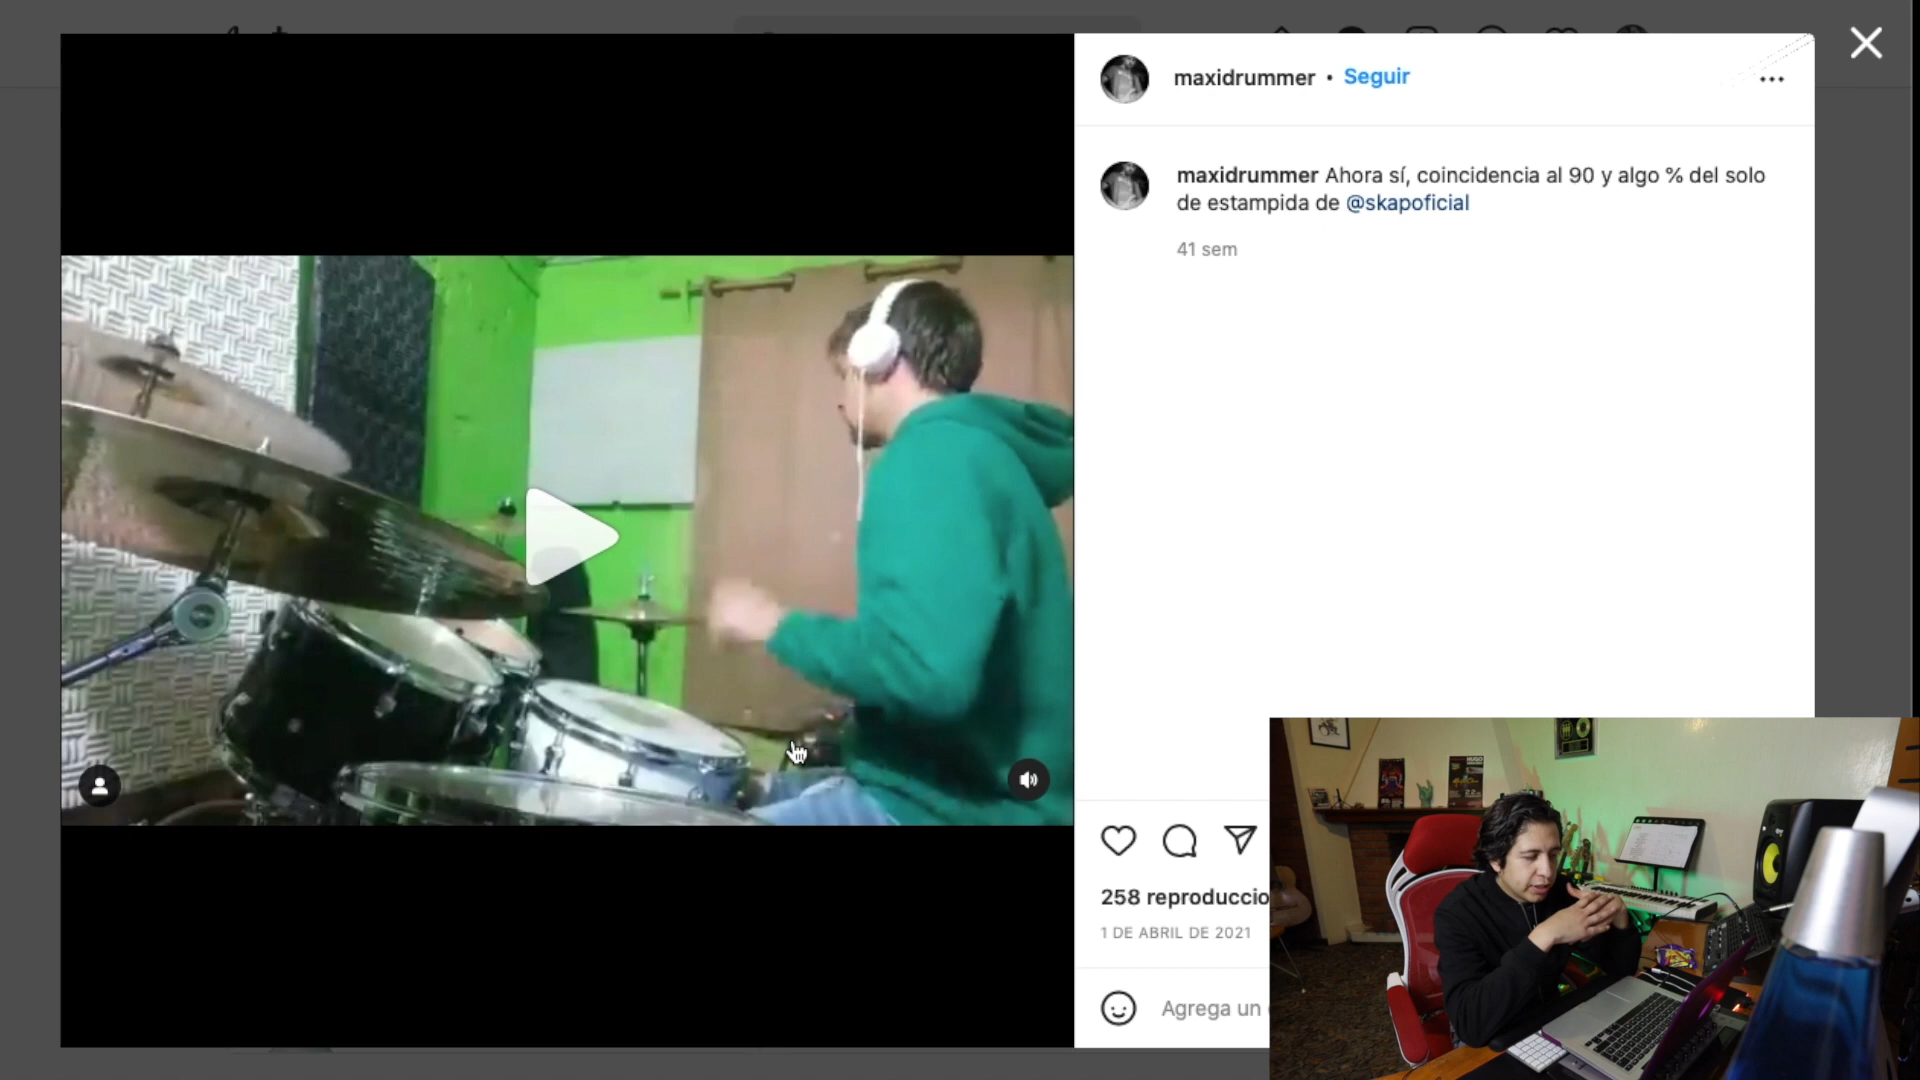 maxidrummer • Seguir
maxidrummer Ahora sí, coincidencia al 90 y algo % del solo
de estampida de @skapoficial
41 sem
258 reproduccio
1 DE ABRIL DE 2021
Agrega un